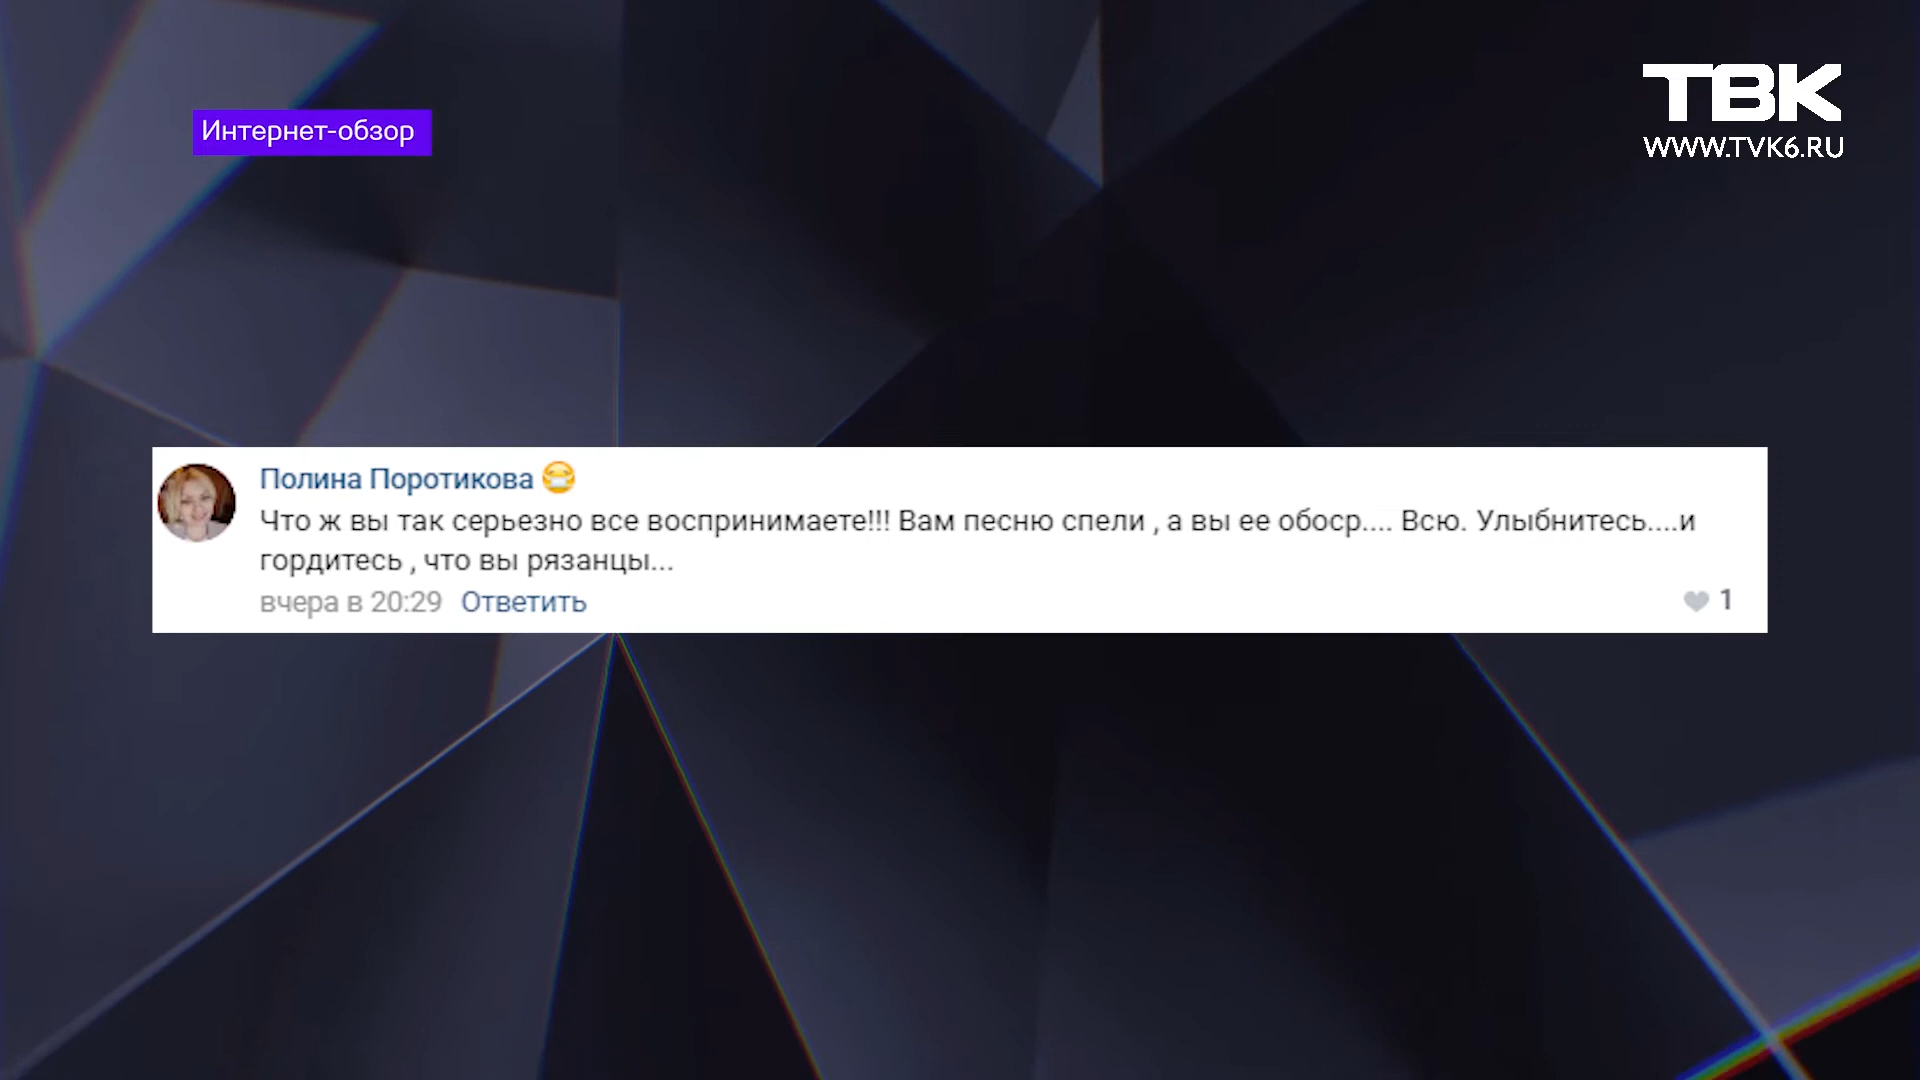 Интернет-обзор
ТВК
WWW.TVK6.RU
Полина Поротикова
Что ж вы так серьезно все воспринимаете!!! Вам песню спели , а вы ее обоср.... Всю. Улыбнитесь....и
гордитесь , что вы рязанцы...
вчера в 20:29 Ответить
1